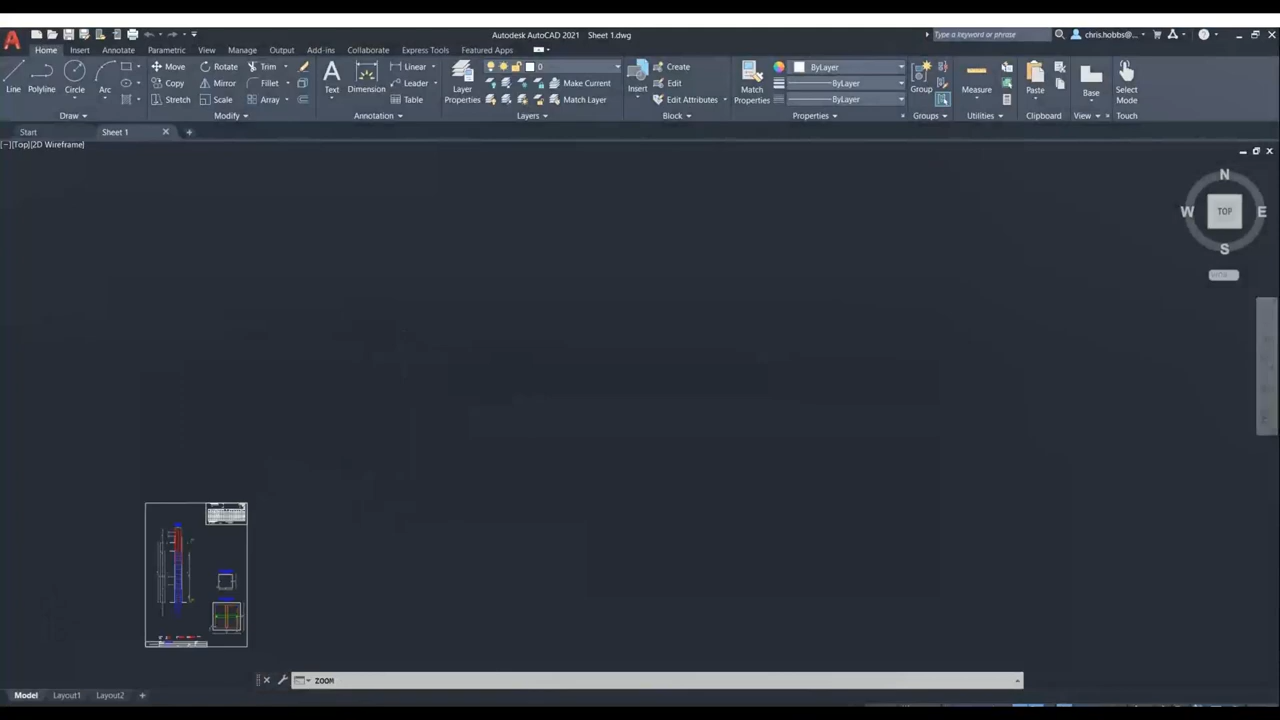 Autodesk AutoCAD 2021 Sheet 1.dwg
Type a keyword or phrase
chris.hobbs@...
Home Insert Annotate Parametric View Manage Output Add-ins Collaborate Express Tools Featured Apps
Line Polyline Circle Arc
Move Rotate Trim
Copy Mirror Fillet
Stretch Scale Array
Text Dimension
Linear
Leader
Table
Layer Properties
0
Make Current
Match Layer
Insert
Create
Edit
Edit Attributes
Match Properties
ByLayer
ByLayer
ByLayer
Group
Measure
Paste
Base
Select Mode
Draw Modify Annotation Layers Block Properties Groups Utilities Clipboard View Touch
Start Sheet 1
[−][Top][2D Wireframe]
N
W TOP E
S
ZOOM
Model Layout1 Layout2